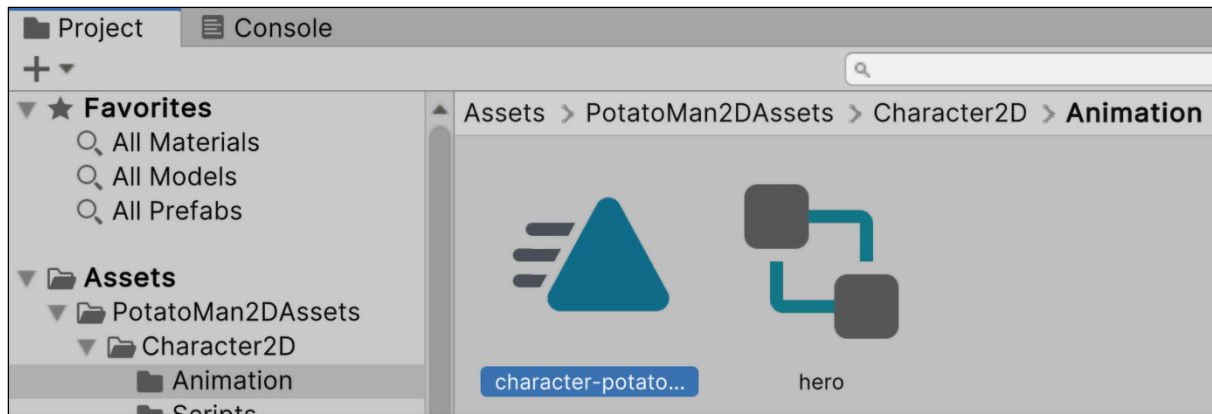 Project
Console
Favorites
All Materials
All Models
All Prefabs
Assets
PotatoMan2DAssets
Character2D
Animation
Scripts
Assets > PotatoMan2DAssets > Character2D > Animation
character-potato...
hero